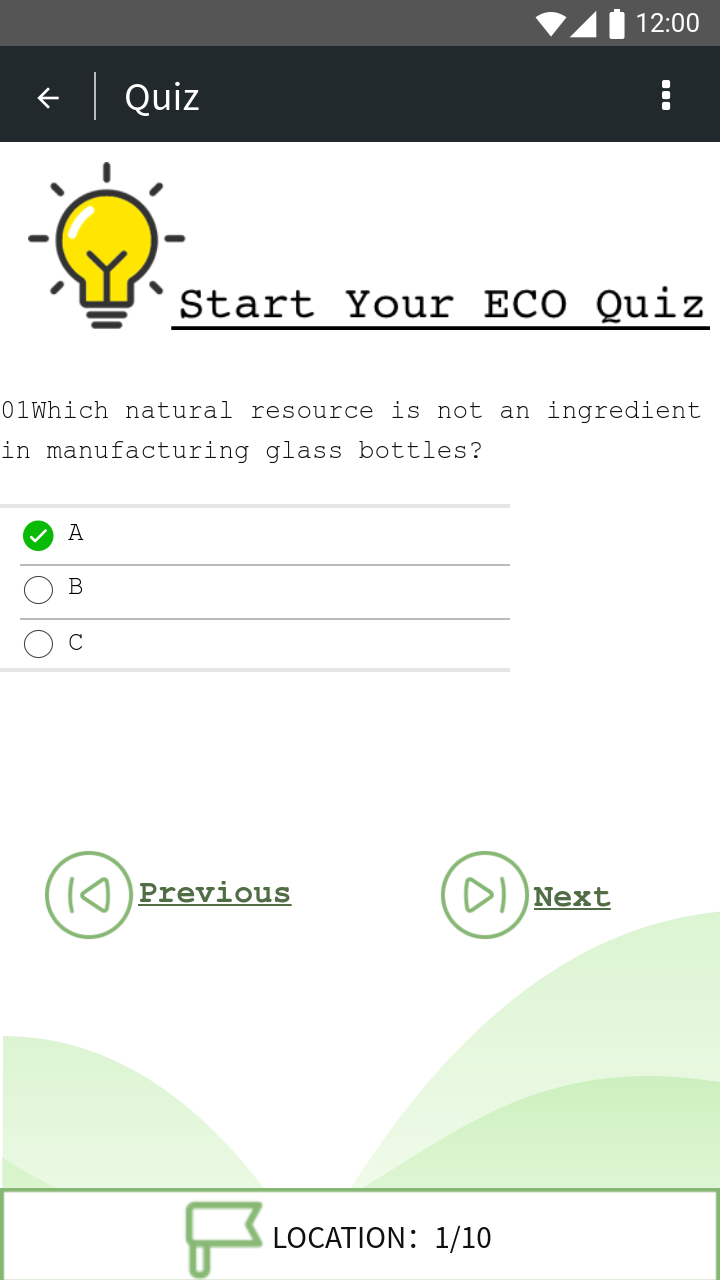 12:00
Quiz
Start Your ECO Quiz
01Which natural resource is not an ingredient
in manufacturing glass bottles?
A
B
C
Previous
Next
LOCATION: 1/10